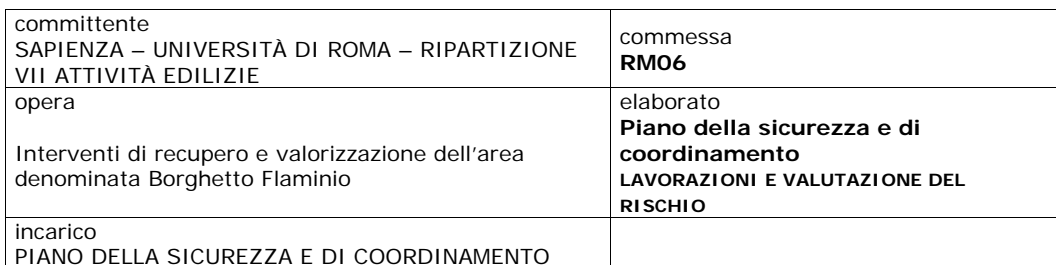 committente
SAPIENZA – UNIVERSITÀ DI ROMA – RIPARTIZIONE
VII ATTIVITÀ EDILIZIE
commessa
RM06
opera
Interventi di recupero e valorizzazione dell'area
denominata Borghetto Flaminio
elaborato
Piano della sicurezza e di
coordinamento
LAVORAZIONI E VALUTAZIONE DEL
RISCHIO
incarico
PIANO DELLA SICUREZZA E DI COORDINAMENTO